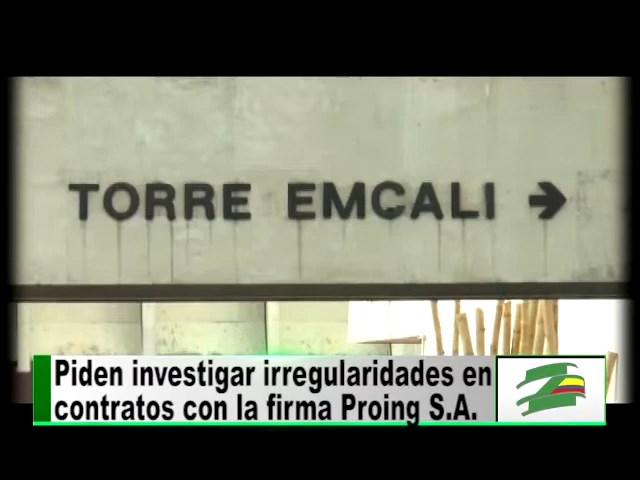 TORRE EMCALI →
Piden investigar irregularidades en
contratos con la firma Proing S.A.